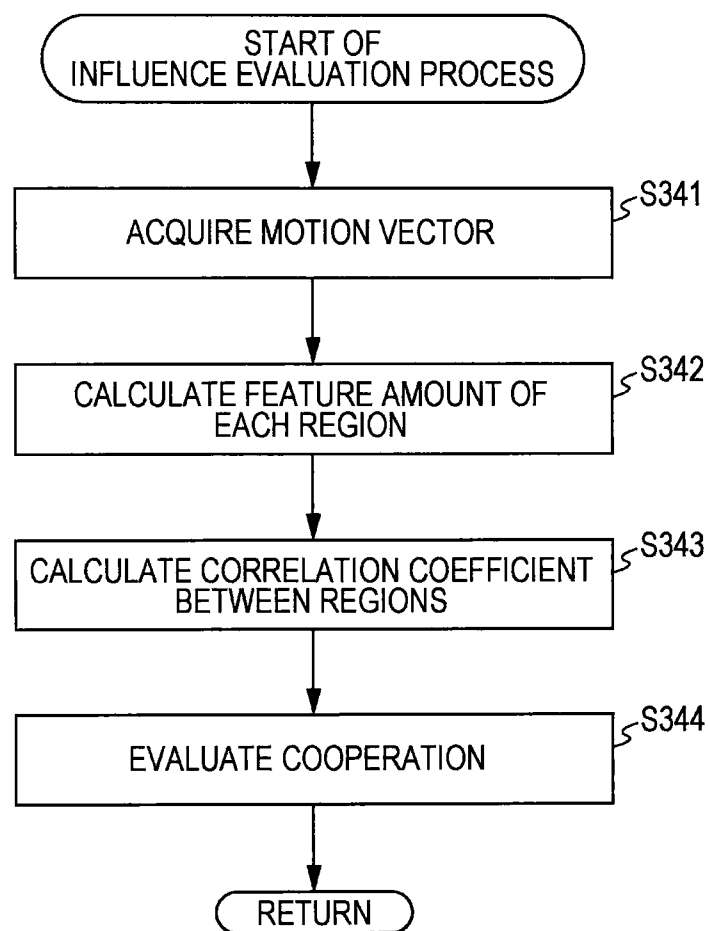 START OF
INFLUENCE EVALUATION PROCESS
S341
ACQUIRE MOTION VECTOR
S342
CALCULATE FEATURE AMOUNT OF
EACH REGION
S343
CALCULATE CORRELATION COEFFICIENT
BETWEEN REGIONS
S344
EVALUATE COOPERATION
RETURN